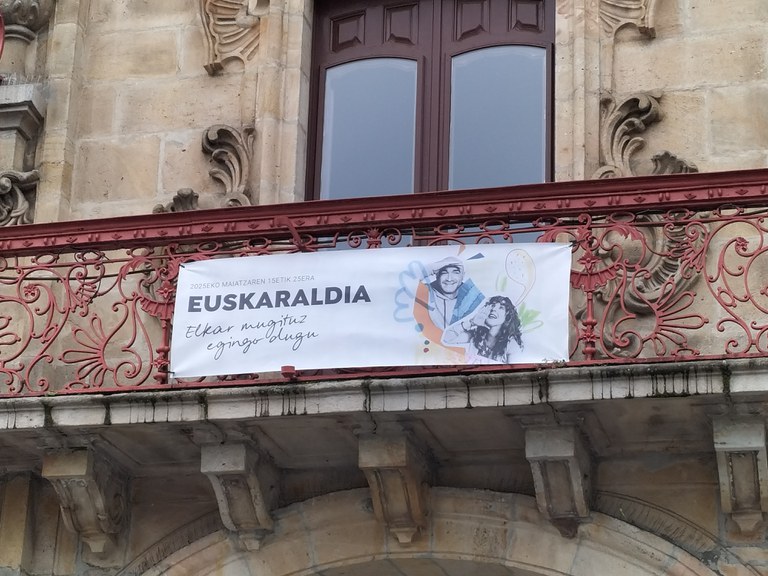 2025EKO MAIATZAREN 15ETIK 25ERA
EUSKARALDIA
Elkar mugituz
egingo dugu